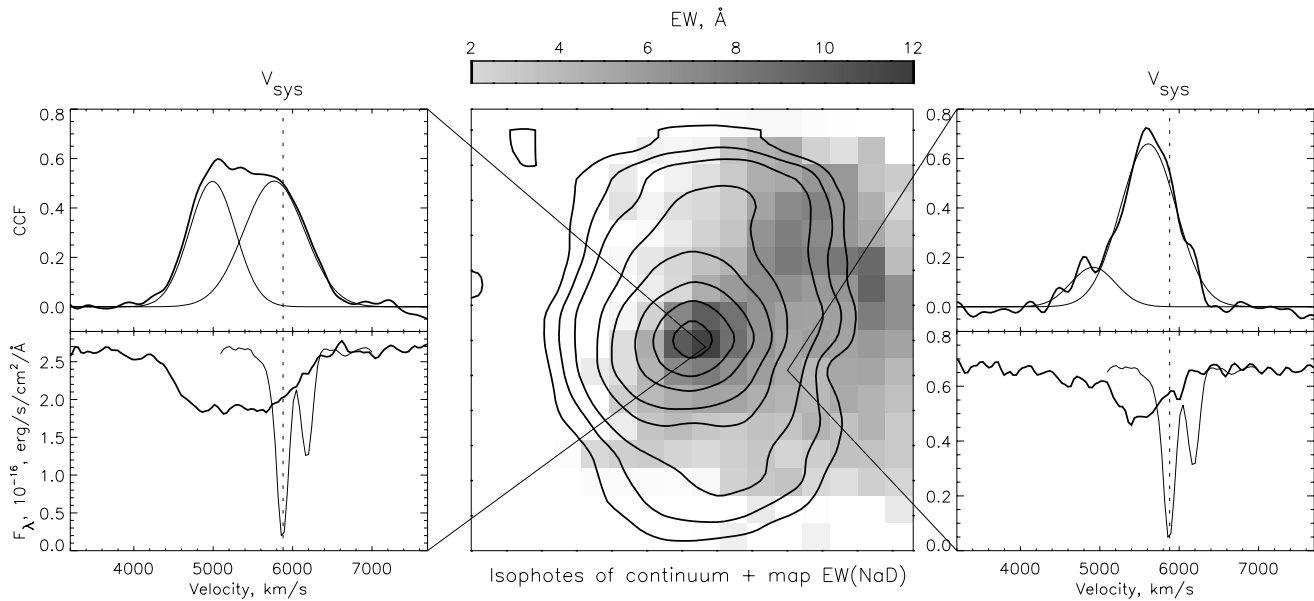 EW, Å
2 4 6 8 10 12
V_sys
0.8
0.6
0.4
0.2
0.0
CCF
2.5
2.0
1.5
1.0
0.5
0.0
F_λ, 10^-16, erg/s/cm²/Å
4000 5000 6000 7000
Velocity, km/s
Isophotes of continuum + map EW(NaD)
V_sys
0.8
0.6
0.4
0.2
0.0
0.8
0.6
0.4
0.2
0.0
4000 5000 6000 7000
Velocity, km/s